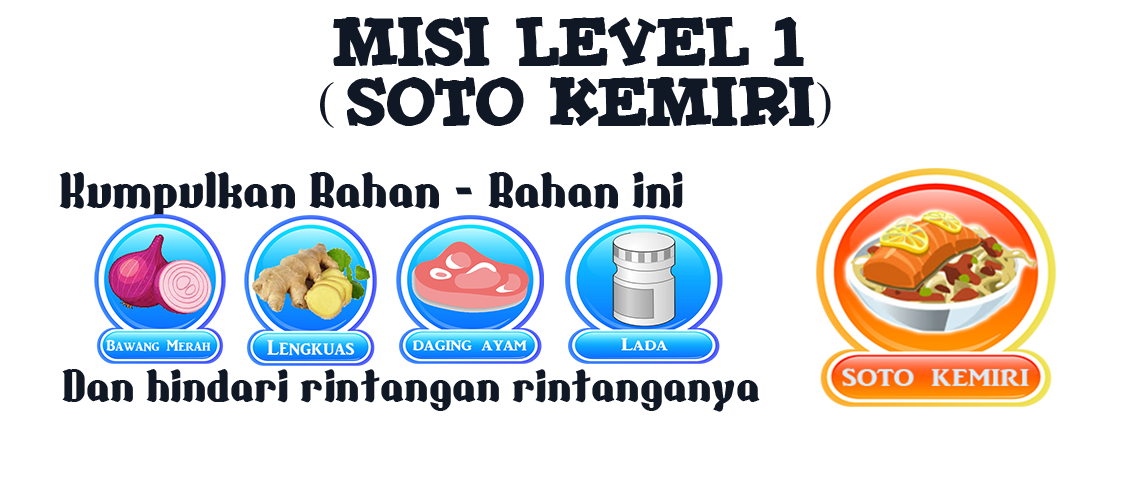 MISI LEVEL 1
( SOTO KEMIRI)
Kumpulkan Bahan - Bahan ini
BAWANG MERAH
LENGKUAS
DAGING AYAM
LADA
SOTO KEMIRI
Dan hindari rintangan rintanganya